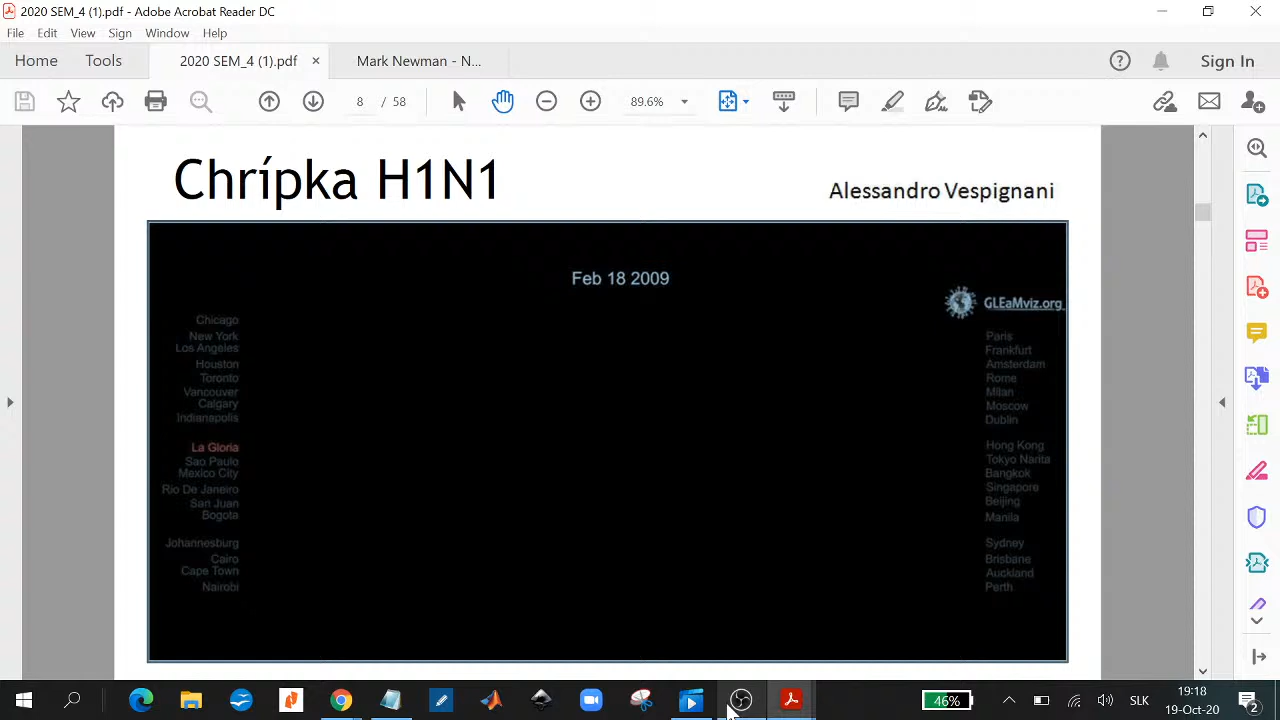 2020 SEM_4 (1).pdf - Adobe Acrobat Reader DC
File Edit View Sign Window Help
Home Tools 2020 SEM_4 (1).pdf × Mark Newman - N... Sign In
8 / 58 89.6%
Chrípka H1N1
Alessandro Vespignani
Feb 18 2009
GLEaMviz.org
Chicago
New York
Los Angeles
Houston
Toronto
Vancouver
Calgary
Indianapolis
La Gloria
Sao Paulo
Mexico City
Rio De Janeiro
San Juan
Bogota
Johannesburg
Cairo
Cape Town
Nairobi
Paris
Frankfurt
Amsterdam
Rome
Milan
Moscow
Dublin
Hong Kong
Tokyo Narita
Bangkok
Singapore
Beijing
Manila
Sydney
Brisbane
Auckland
Perth
46% SLK 19:18
19-Oct-20 2